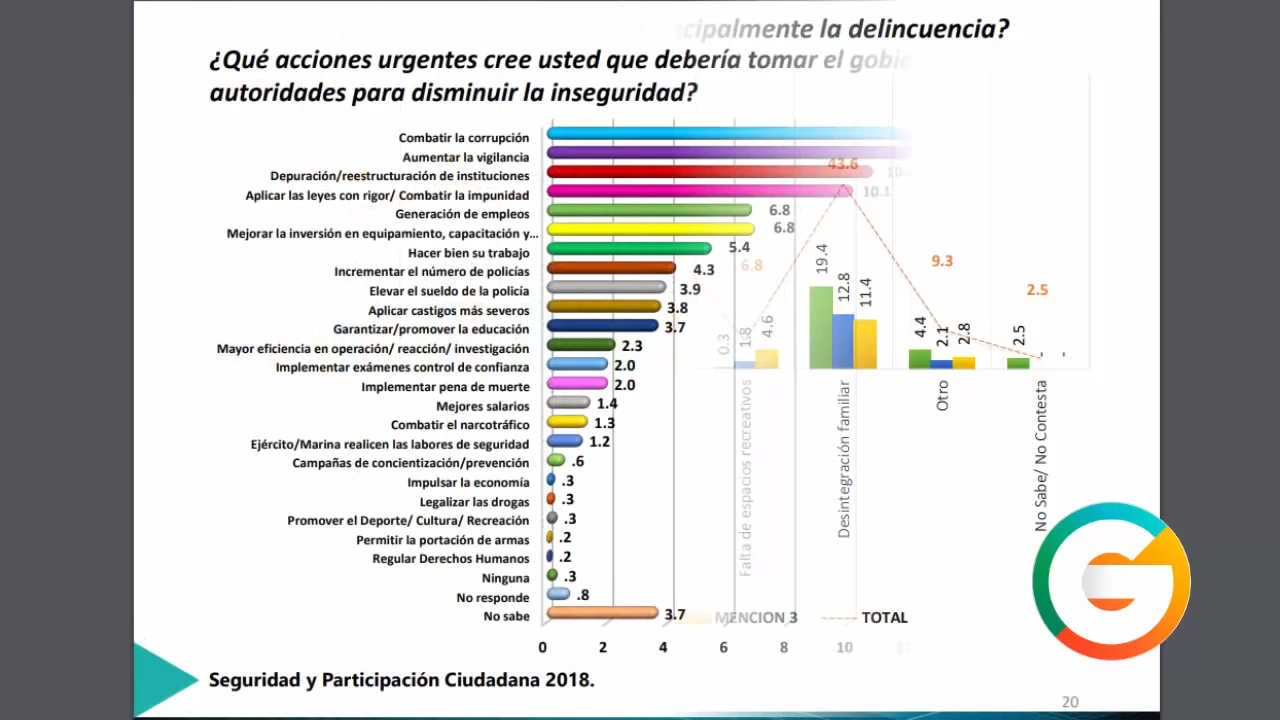 cipalmente la delincuencia?
¿Qué acciones urgentes cree usted que debería tomar el gobie
autoridades para disminuir la inseguridad?
Combatir la corrupción
Aumentar la vigilancia
43.6
Depuración/reestructuración de instituciones
Aplicar las leyes con rigor/ Combatir la impunidad 10.1
Generación de empleos 6.8
Mejorar la inversión en equipamiento, capacitación y... 6.8
Hacer bien su trabajo 5.4
Incrementar el número de policías 4.3
6.8
9.3
Elevar el sueldo de la policía 3.9
2.5
Aplicar castigos más severos 3.8
Garantizar/promover la educación 3.7
Mayor eficiencia en operación/ reacción/ investigación 2.3
Implementar exámenes control de confianza 2.0
Implementar pena de muerte 2.0
Mejores salarios 1.4
Combatir el narcotráfico 1.3
Ejército/Marina realicen las labores de seguridad 1.2
Campañas de concientización/prevención .6
Impulsar la economía .3
Legalizar las drogas .3
Promover el Deporte/ Cultura/ Recreación .3
Permitir la portación de armas .2
Regular Derechos Humanos .2
Ninguna .3
No responde .8
No sabe 3.7
0 2 4 6 8 10
0.3 1.8 4.6
19.4 12.8 11.4
4.4 2.1 2.8
2.5 - -
Falta de espacios recreativos
Desintegración familiar
Otro
No Sabe/ No Contesta
MENCION 3 TOTAL
Seguridad y Participación Ciudadana 2018.
20
G